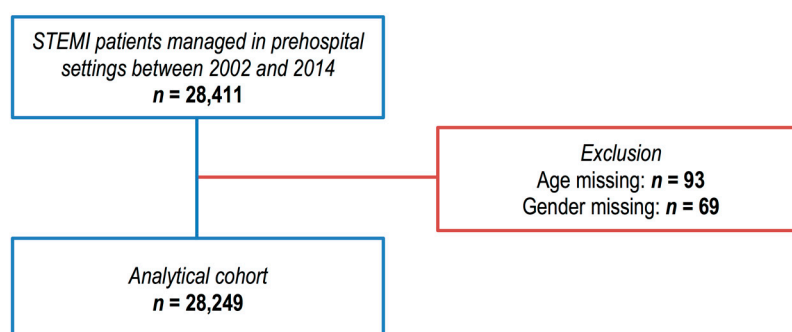 STEMI patients managed in prehospital
settings between 2002 and 2014
n = 28,411
Exclusion
Age missing: n = 93
Gender missing: n = 69
Analytical cohort
n = 28,249